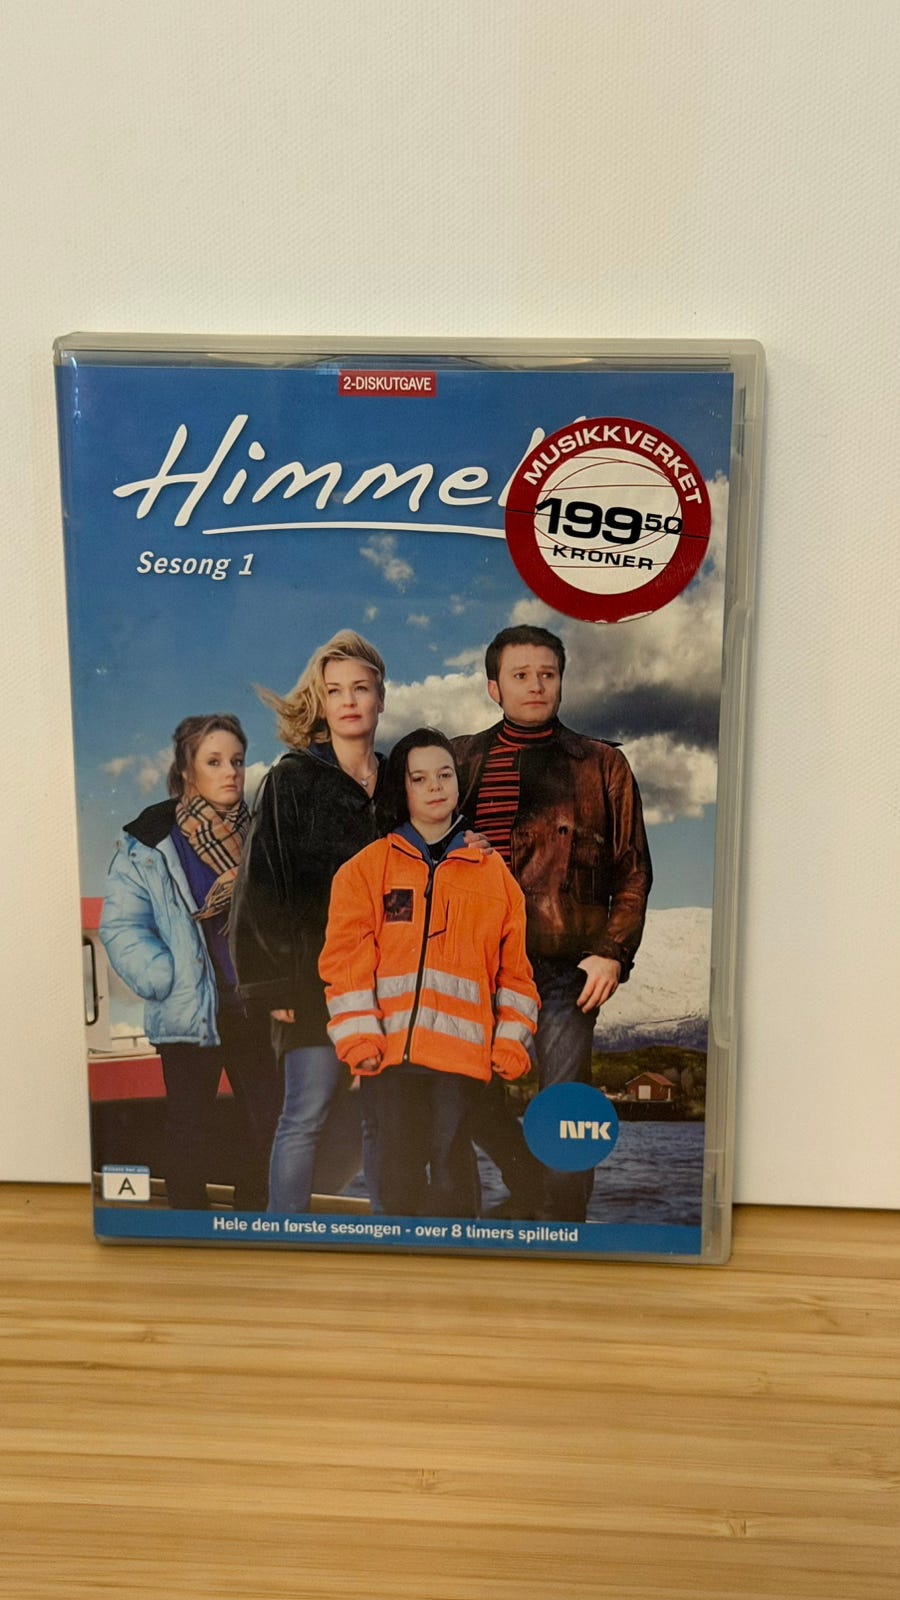 2-DISKUTGAVE
Himmel
MUSIKKVERKET
199 50
KRONER
Sesong 1
NRK
A
Hele den første sesongen - over 8 timers spilletid